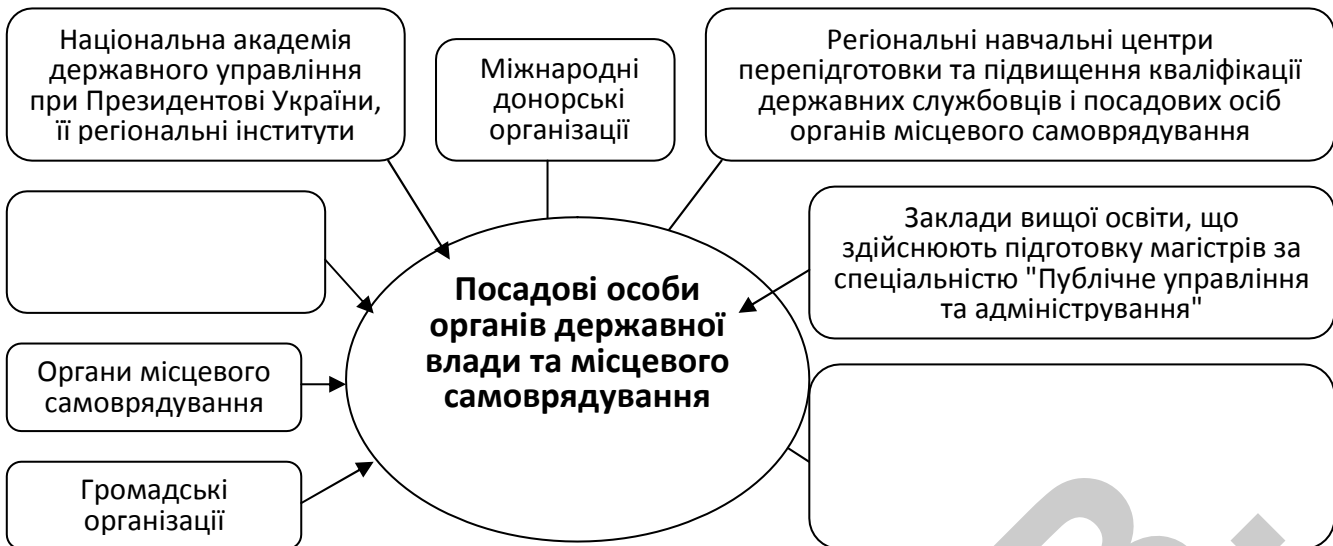 Національна академія
державного управління
при Президентові України,
її регіональні інститути
Міжнародні
донорські
організації
Регіональні навчальні центри
перепідготовки та підвищення кваліфікації
державних службовців і посадових осіб
органів місцевого самоврядування
Заклади вищої освіти, що
здійснюють підготовку магістрів за
спеціальністю "Публічне управління
та адміністрування"
Посадові особи
органів державної
влади та місцевого
самоврядування
Органи місцевого
самоврядування
Громадські
організації